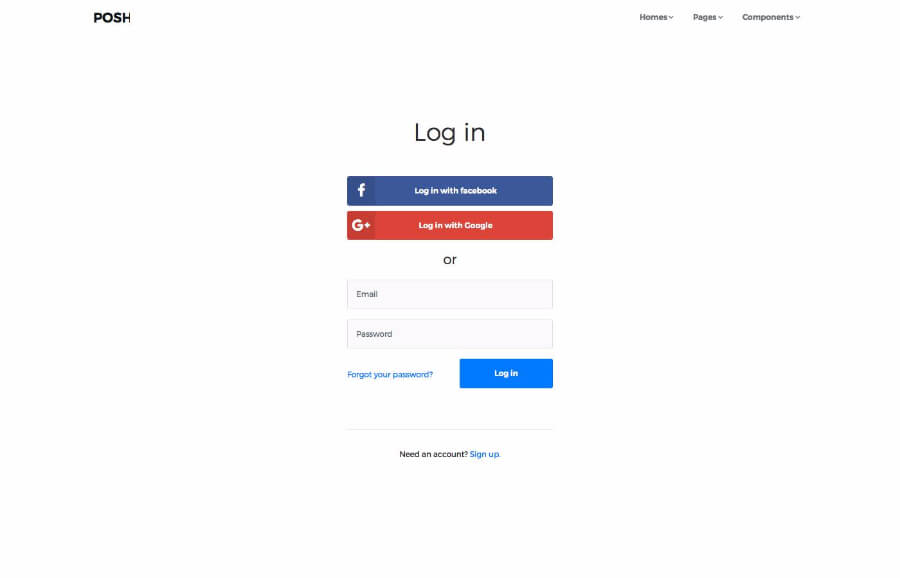 POSH
Homes Pages Components
Log in
Log in with facebook
G+ Log in with Google
or
Email
Password
Forgot your password? Log in
Need an account? Sign up.